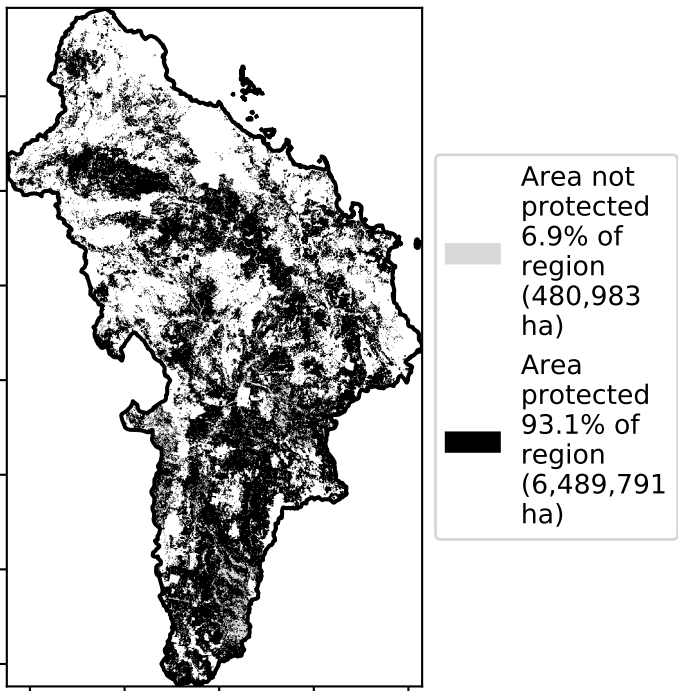 Area not
protected
6.9% of
region
(480,983
ha)
Area
protected
93.1% of
region
(6,489,791
ha)